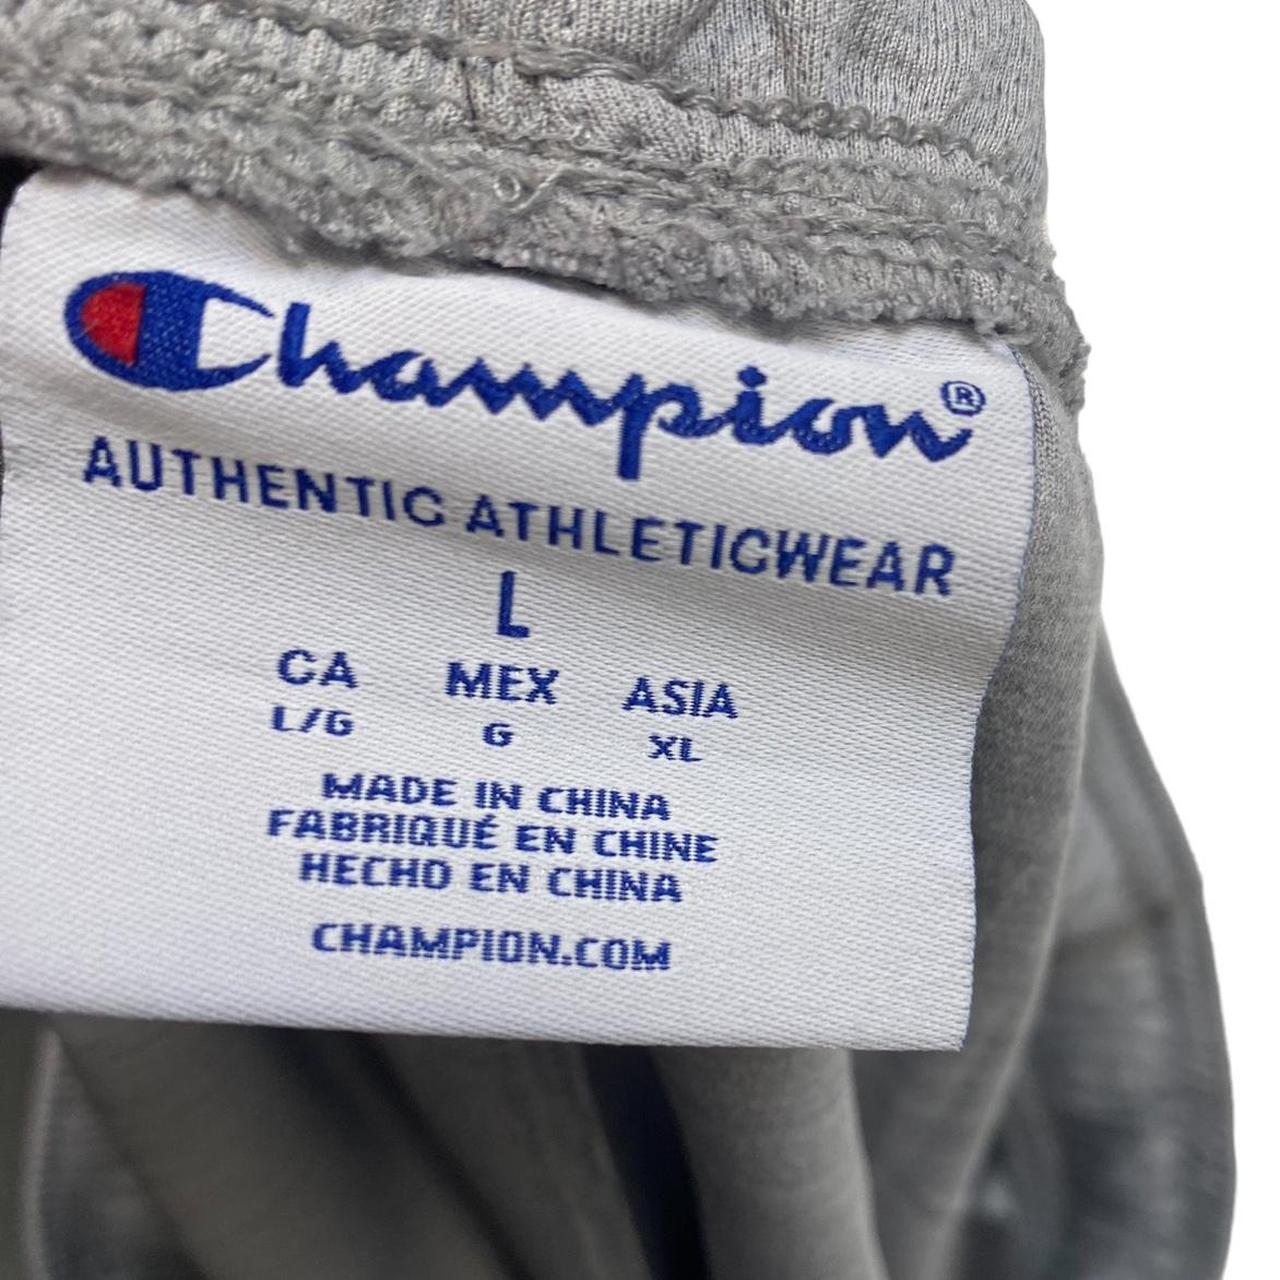 Champion®
AUTHENTIC ATHLETICWEAR
L
CA MEX ASIA
L/G G XL
MADE IN CHINA
FABRIQUÉ EN CHINE
HECHO EN CHINA
CHAMPION.COM